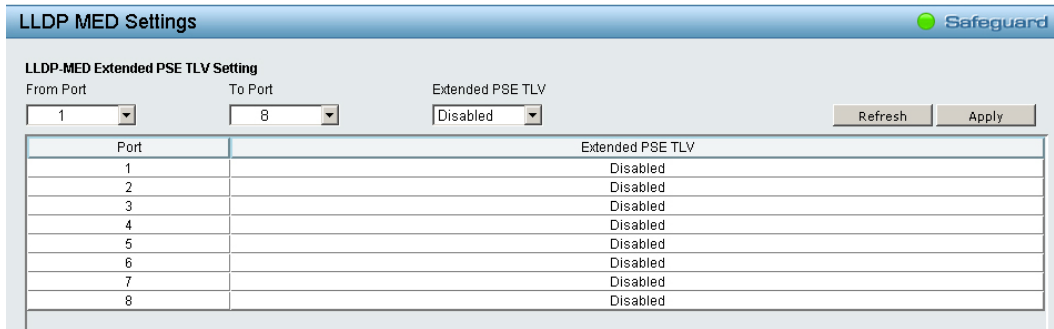 LLDP MED Settings Safeguard
LLDP-MED Extended PSE TLV Setting
From Port To Port Extended PSE TLV
1 8 Disabled Refresh Apply
Port Extended PSE TLV
1 Disabled
2 Disabled
3 Disabled
4 Disabled
5 Disabled
6 Disabled
7 Disabled
8 Disabled